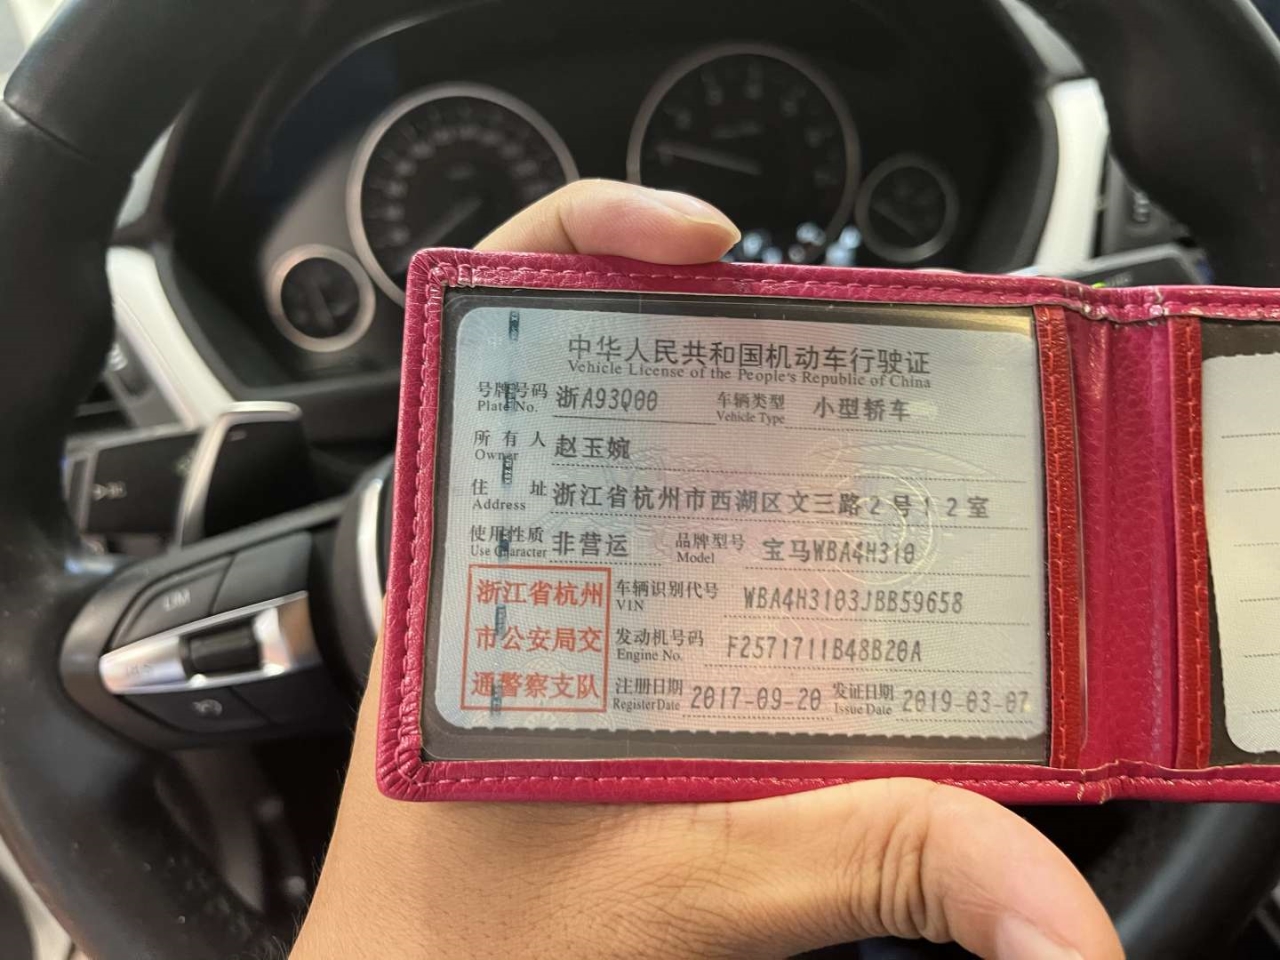 中华人民共和国机动车行驶证
Vehicle License of the People's Republic of China
号牌号码 浙A93Q00 车辆类型 小型轿车
Plate No. Vehicle Type
所有人 赵玉婉
Owner
住址 浙江省杭州市西湖区文三路2号12室
Address
使用性质 非营运 品牌型号 宝马WBA4H310
Use Character Model
浙江省杭州
市公安局交
通警察支队
车辆识别代号 WBA4H3103JBB59658
VIN
发动机号码 F2571711B48B20A
Engine No.
注册日期 2017-09-20 发证日期 2019-03-07
Register Date Issue Date
LIM